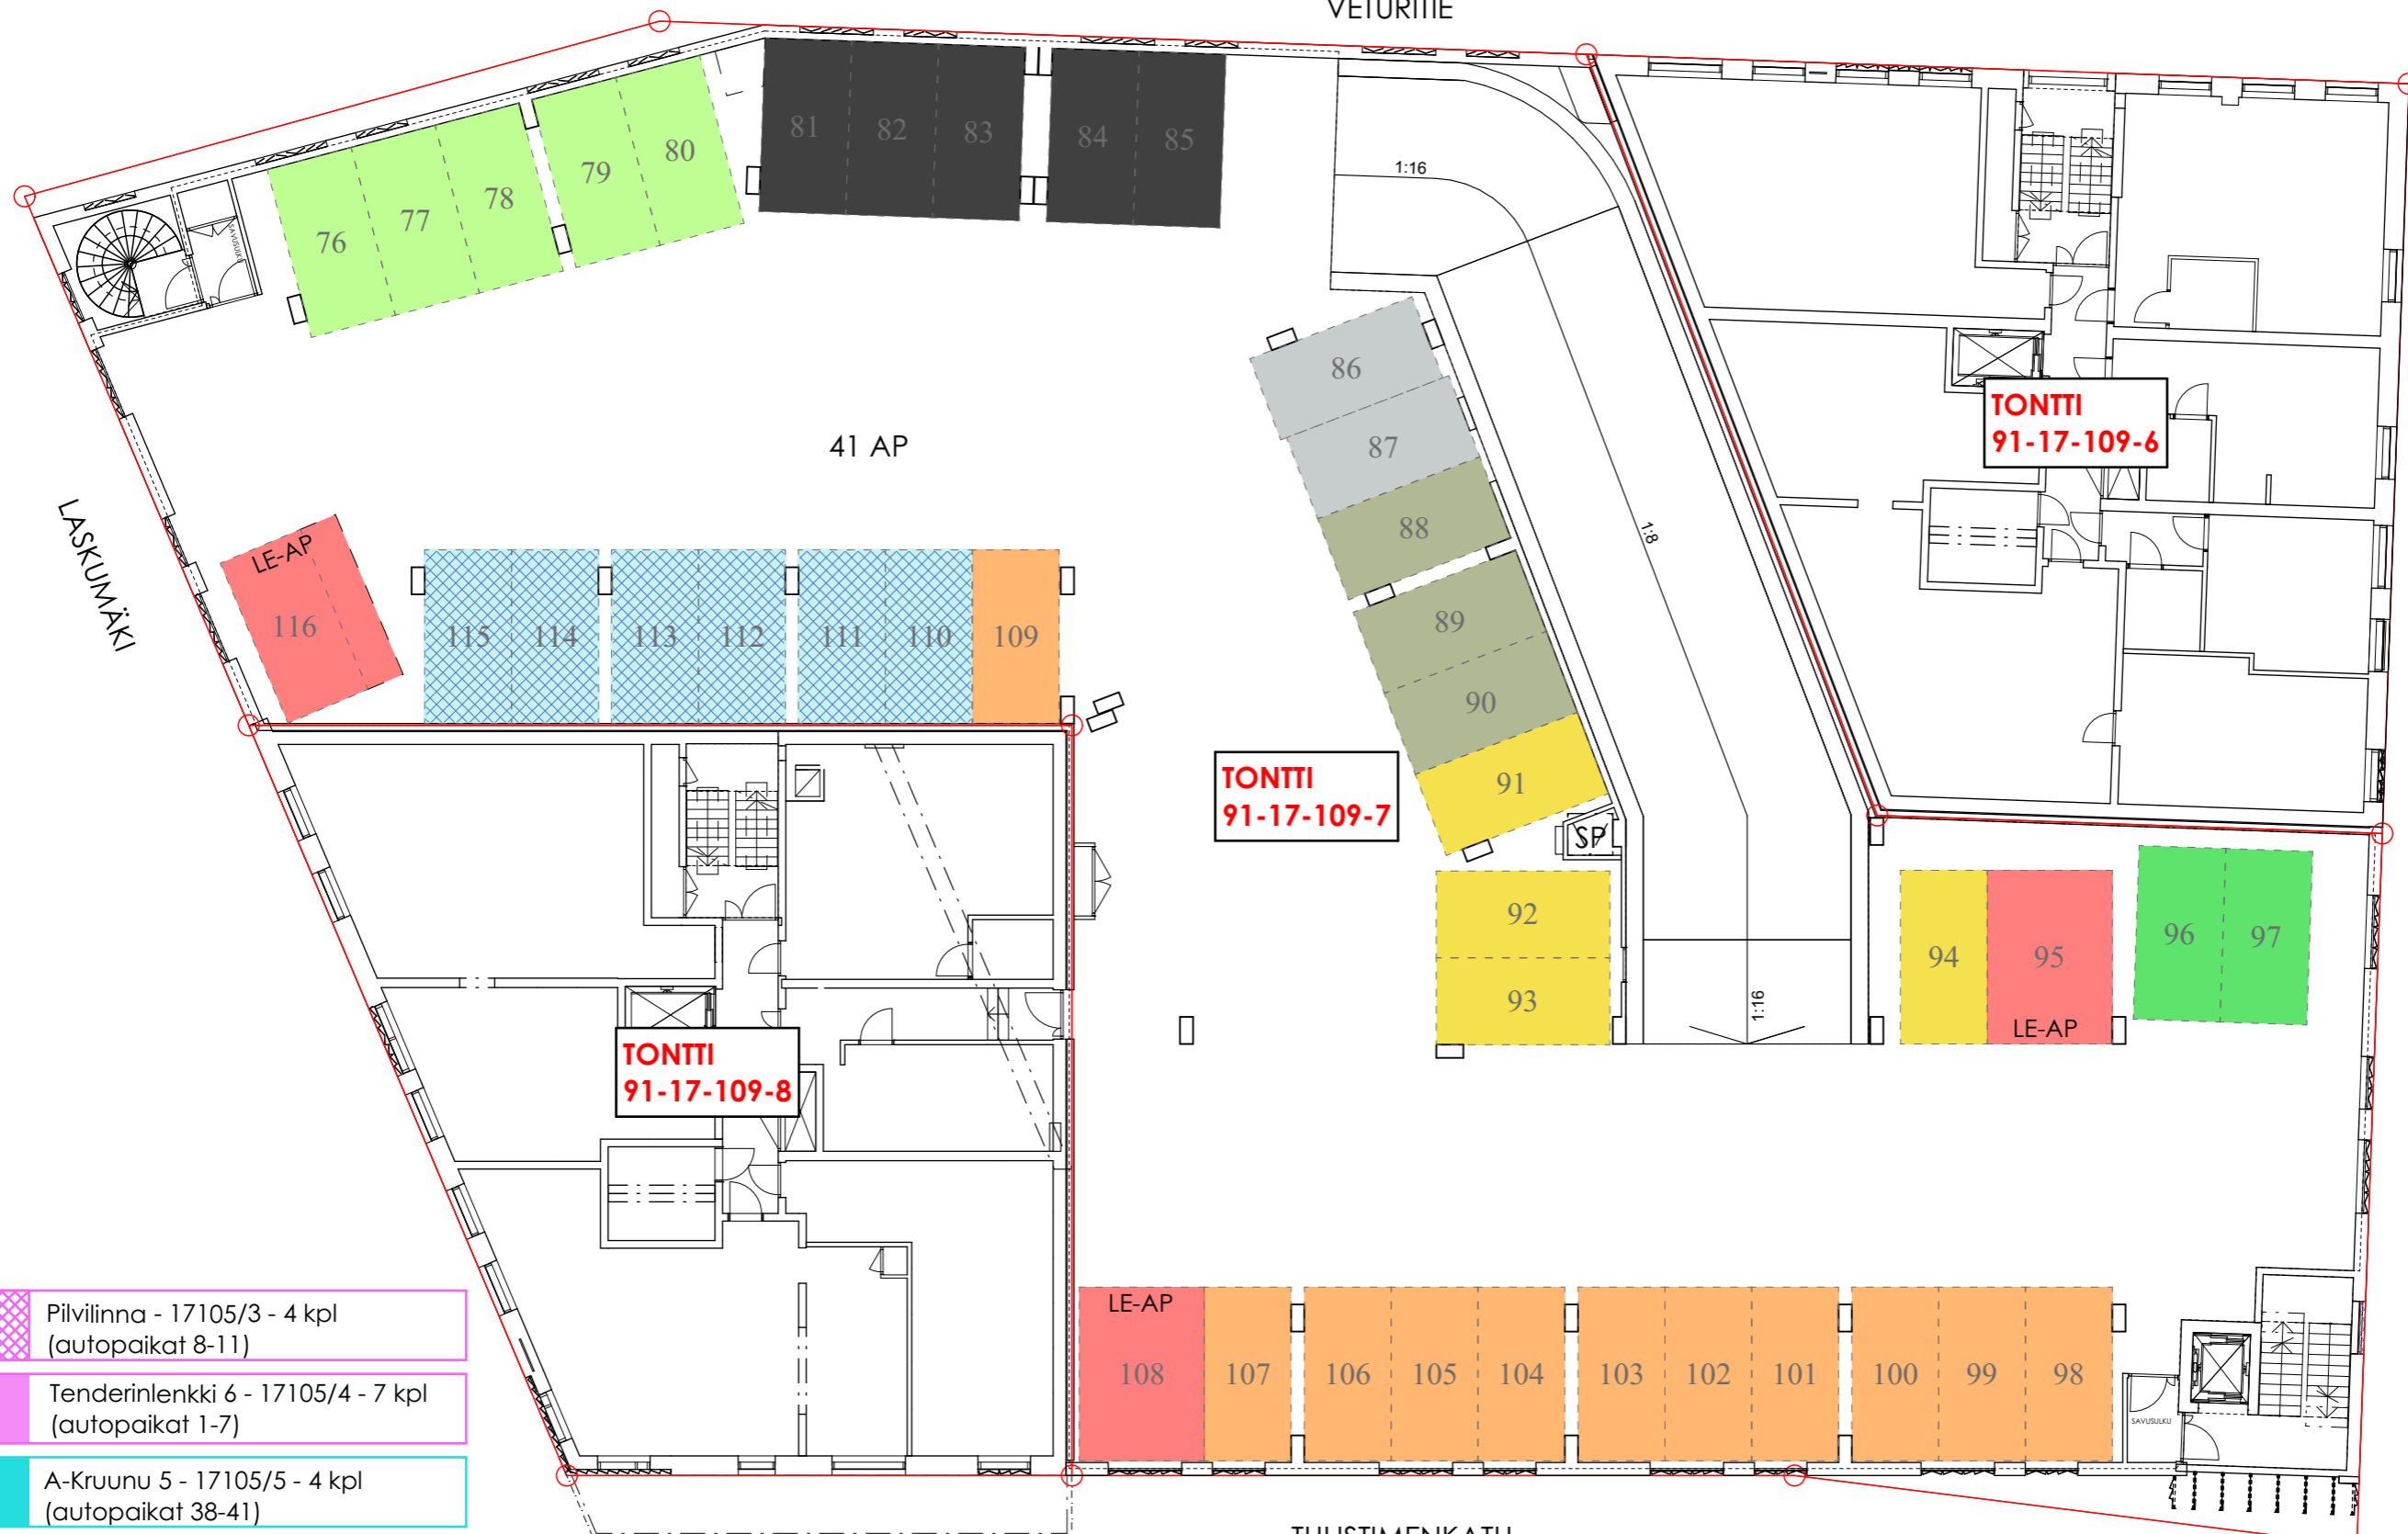 VETURITIE
81
82
83
84
85
80
79
78
77
76
SAVUSULKU
1:16
86
87
88
89
90
91
1:8
41 AP
TONTTI
91-17-109-6
LASKUMÄKI
LE-AP
116
115
114
113
112
111
110
109
TONTTI
91-17-109-7
SP
92
93
94
95
LE-AP
96
97
1:16
TONTTI
91-17-109-8
LE-AP
108
107
106
105
104
103
102
101
100
99
98
SAVUSULKU
Pilvilinna - 17105/3 - 4 kpl
(autopaikat 8-11)
Tenderinlenkki 6 - 17105/4 - 7 kpl
(autopaikat 1-7)
A-Kruunu 5 - 17105/5 - 4 kpl
(autopaikat 38-41)